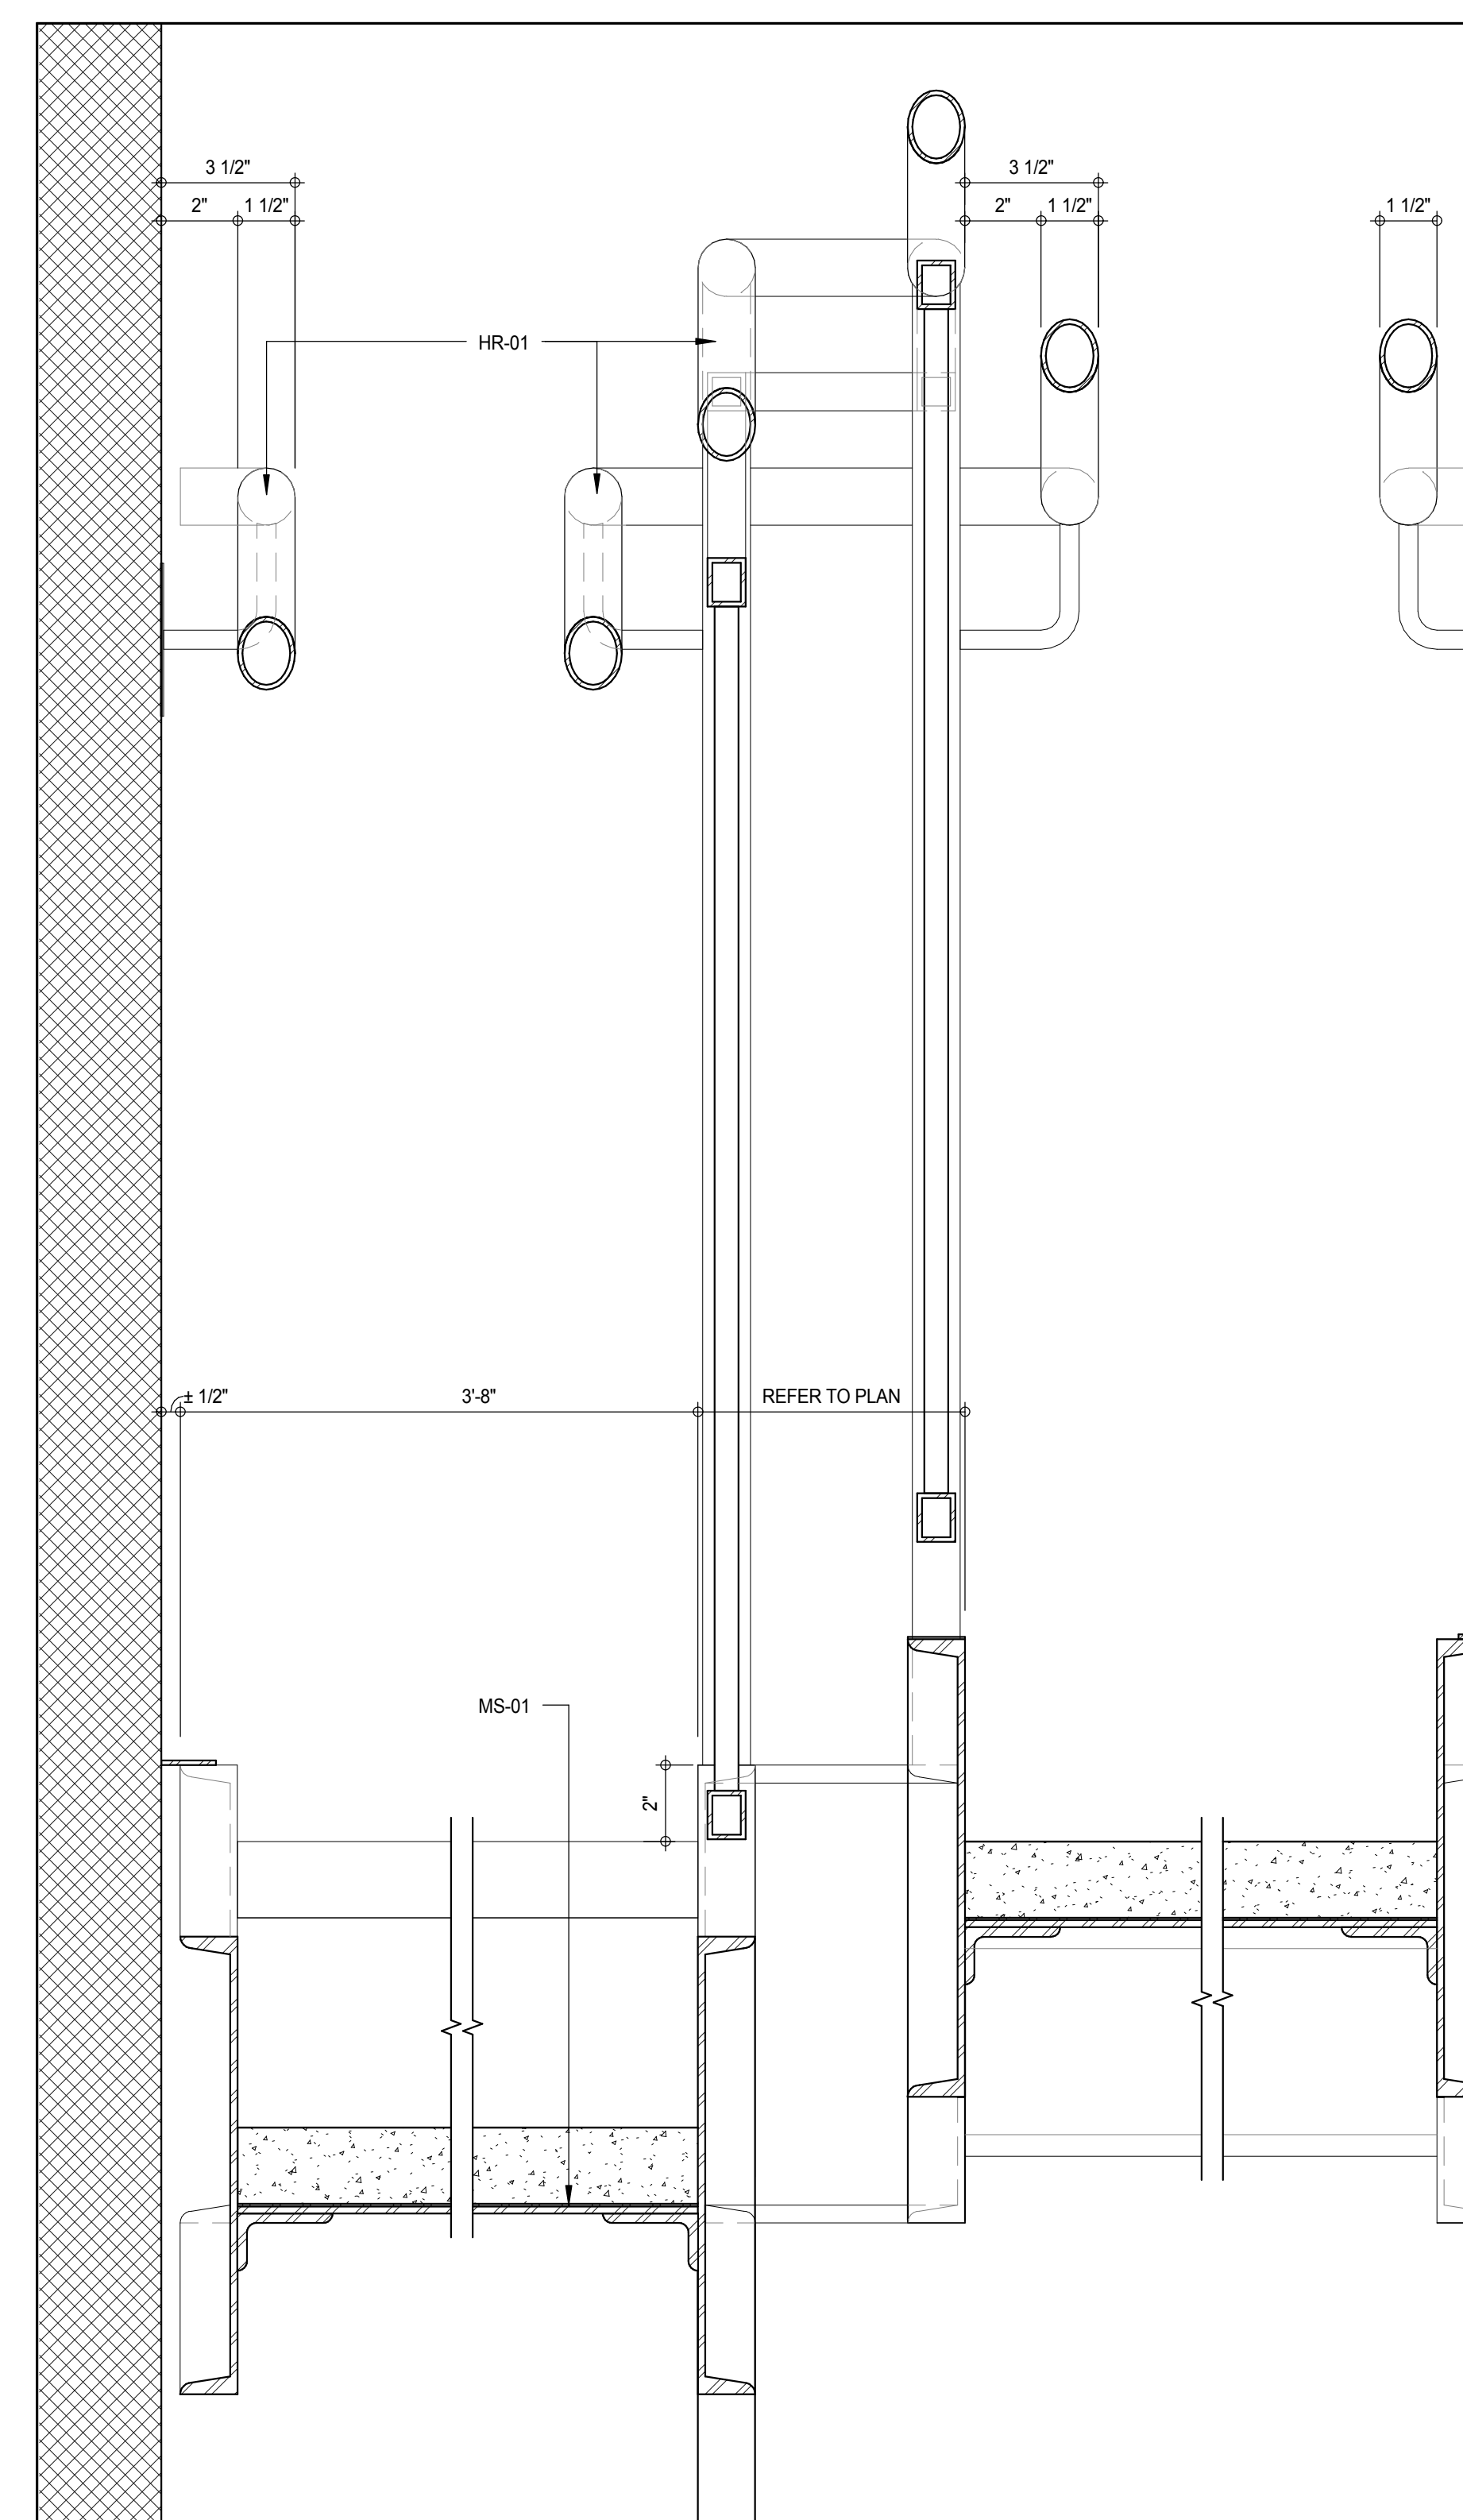 3 1/2" 3 1/2"
2" 1 1/2" 2" 1 1/2" 1 1/2"
HR-01
± 1/2" 3'-8" REFER TO PLAN
MS-01
2"